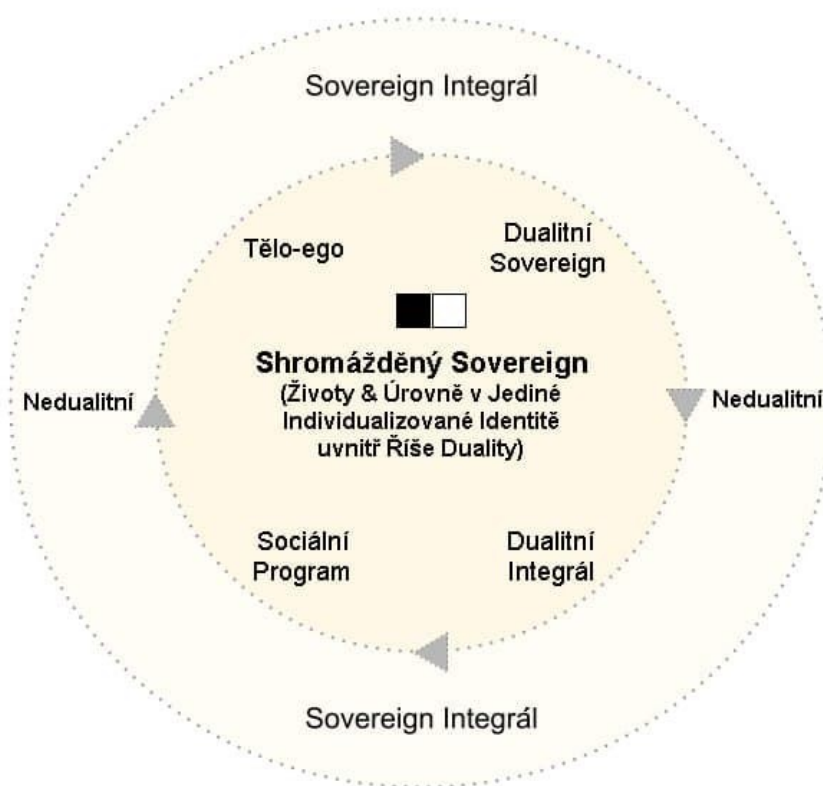 Sovereign Integrál
Tělo-ego
Dualitní
Sovereign
Shromážděný Sovereign
(Životy & Úrovně v Jediné
Individualizované Identitě
uvnitř Říše Duality)
Nedualitní
Nedualitní
Sociální
Program
Dualitní
Integrál
Sovereign Integrál